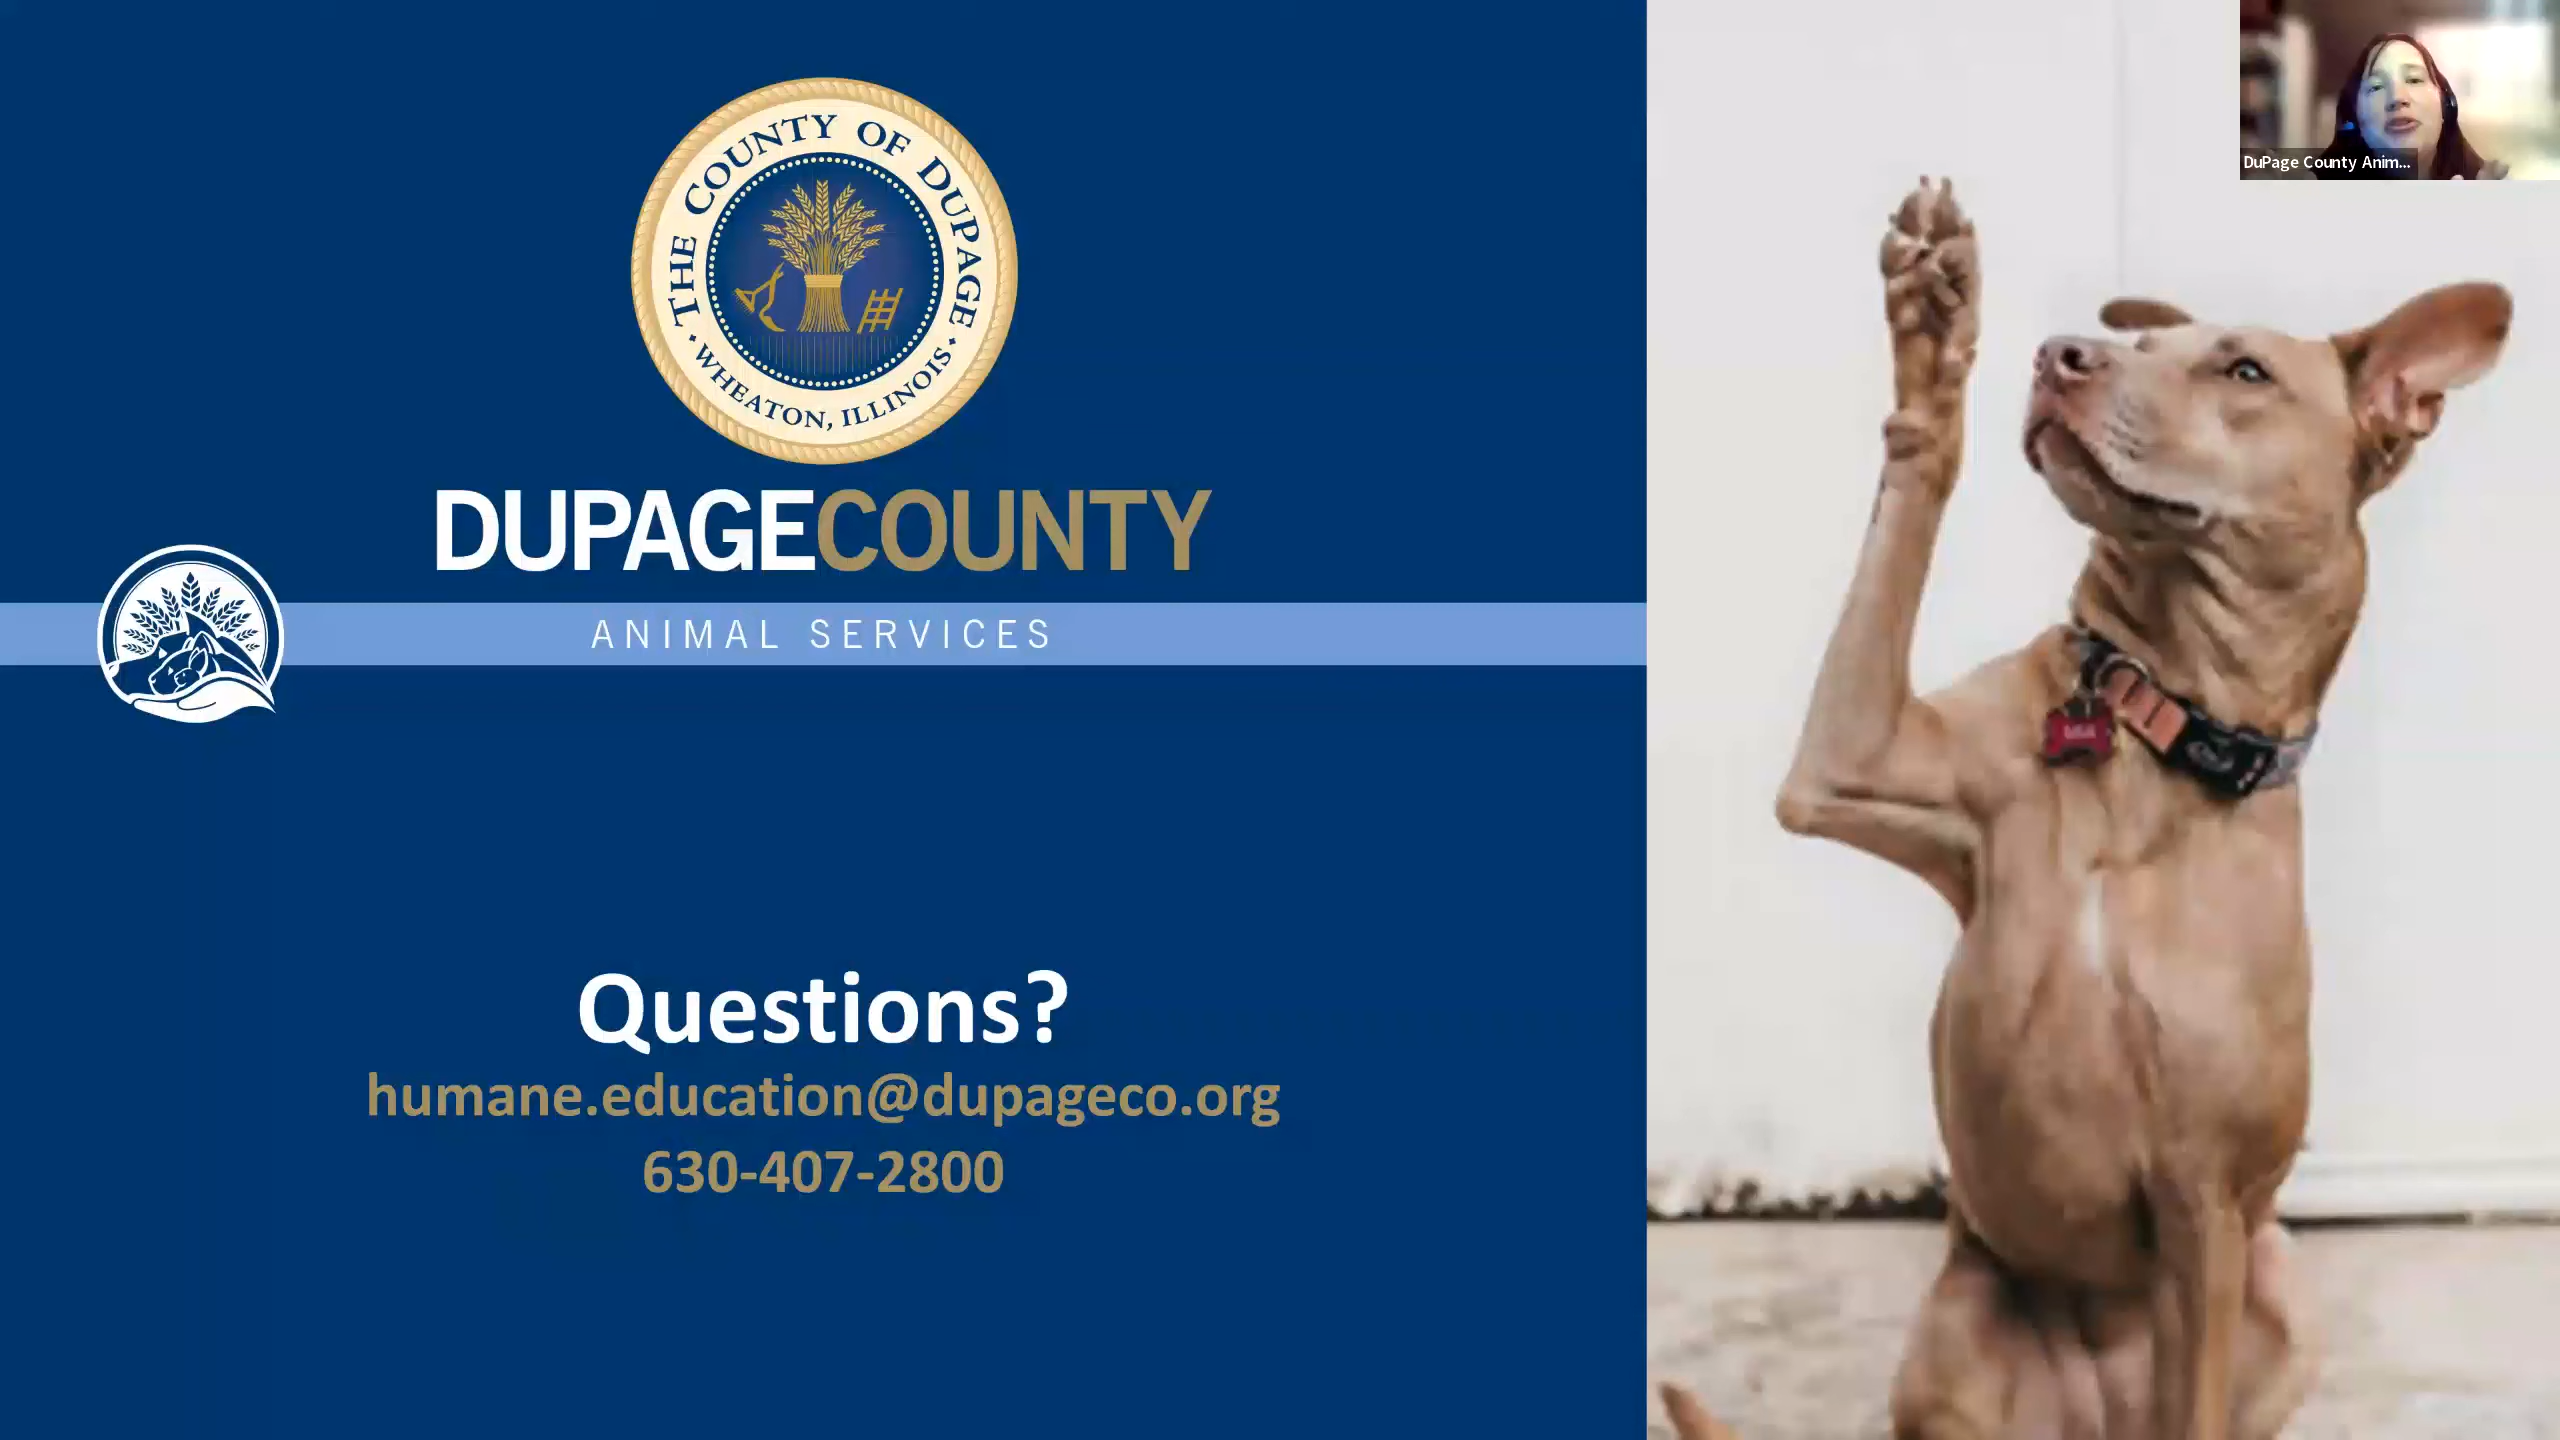 THE COUNTY OF DUPAGE
WHEATON, ILLINOIS
DUPAGECOUNTY
ANIMAL SERVICES
Questions?
humane.education@dupageco.org
630-407-2800
DuPage County Anim...